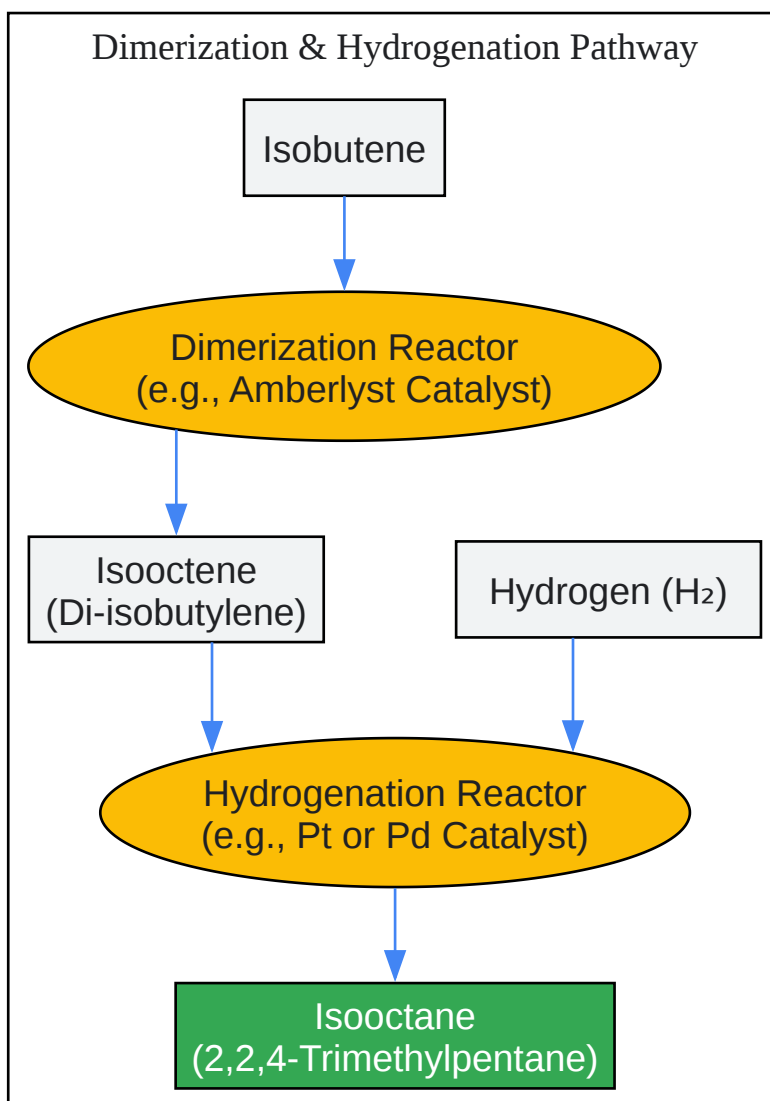 Dimerization & Hydrogenation Pathway
Isobutene
Dimerization Reactor
(e.g., Amberlyst Catalyst)
Isooctene
(Di-isobutylene)
Hydrogen (H₂)
Hydrogenation Reactor
(e.g., Pt or Pd Catalyst)
Isooctane
(2,2,4-Trimethylpentane)